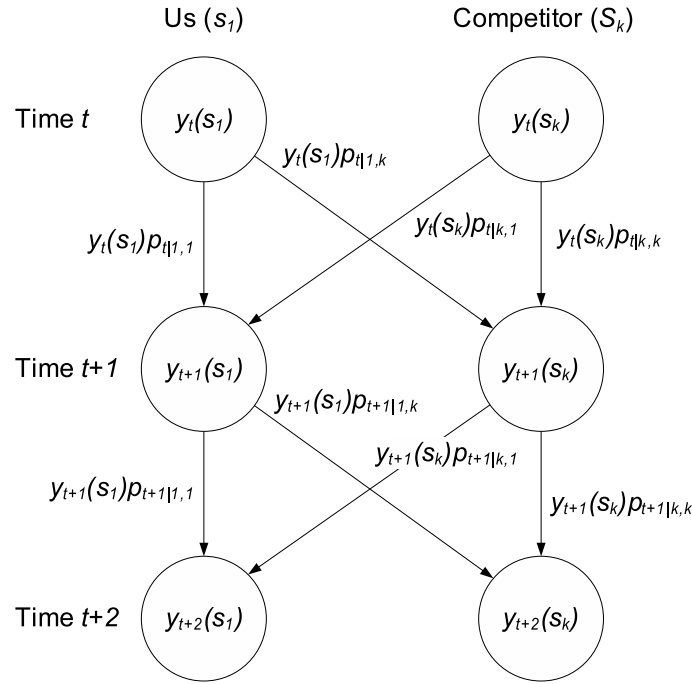 Us (s₁) Competitor (Sₖ)
Time t yₜ(s₁) yₜ(sₖ)
yₜ(s₁)pₜ|₁,ₖ
yₜ(s₁)pₜ|₁,₁ yₜ(sₖ)pₜ|ₖ,₁ yₜ(sₖ)pₜ|ₖ,ₖ
Time t+1 yₜ₊₁(s₁) yₜ₊₁(sₖ)
yₜ₊₁(s₁)pₜ₊₁|₁,ₖ
yₜ₊₁(sₖ)pₜ₊₁|ₖ,₁
yₜ₊₁(s₁)pₜ₊₁|₁,₁ yₜ₊₁(sₖ)pₜ₊₁|ₖ,ₖ
Time t+2 yₜ₊₂(s₁) yₜ₊₂(sₖ)